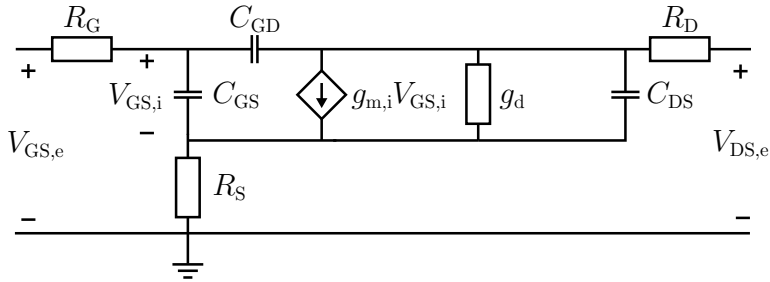 R_G C_GD R_D
+ + +
V_GS,i C_GS g_m,i V_GS,i g_d C_DS
V_GS,e − V_DS,e
R_S
− −